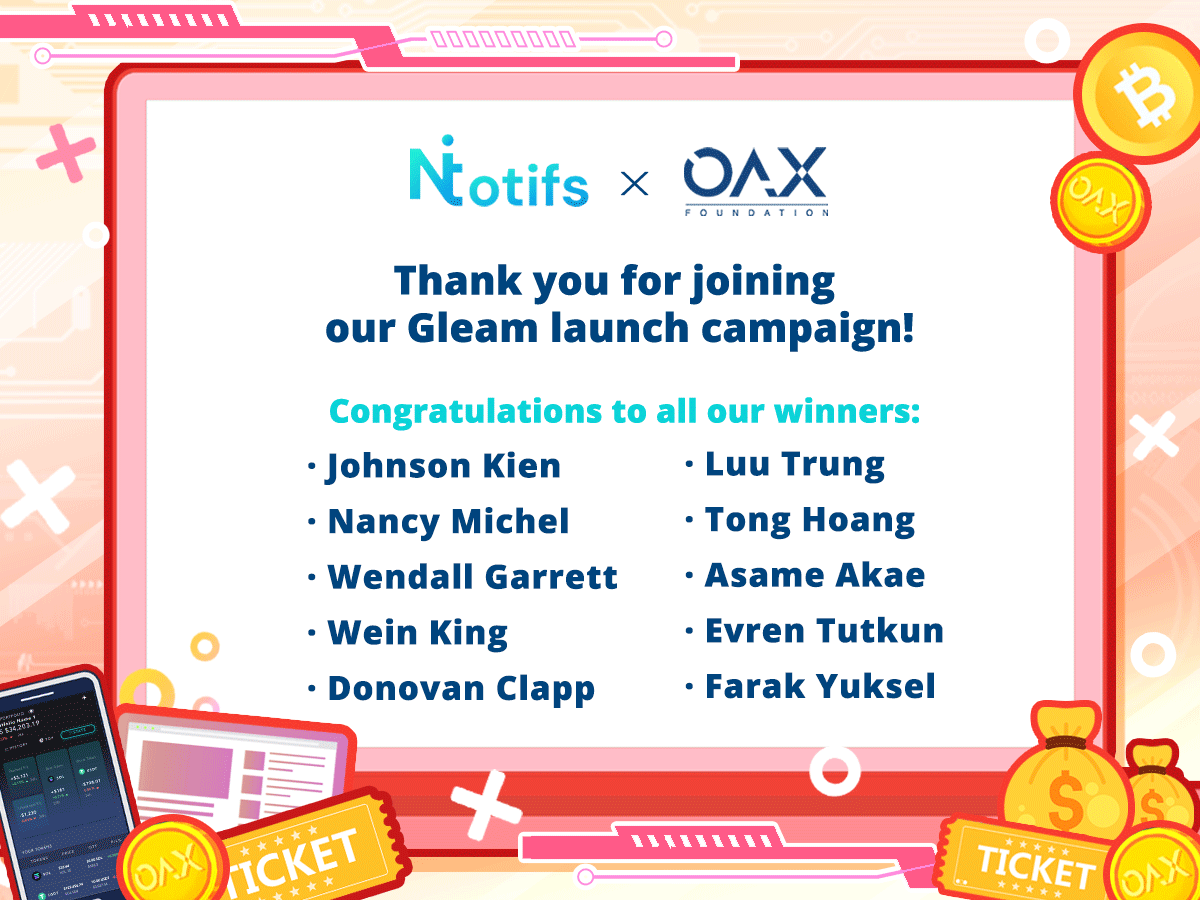 Notifs × OAX
FOUNDATION
Thank you for joining
our Gleam launch campaign!
Congratulations to all our winners:
· Johnson Kien
· Nancy Michel
· Wendall Garrett
· Wein King
· Donovan Clapp
· Luu Trung
· Tong Hoang
· Asame Akae
· Evren Tutkun
· Farak Yuksel
OAX
$
$
TICKET
OAX
TICKET
OAX